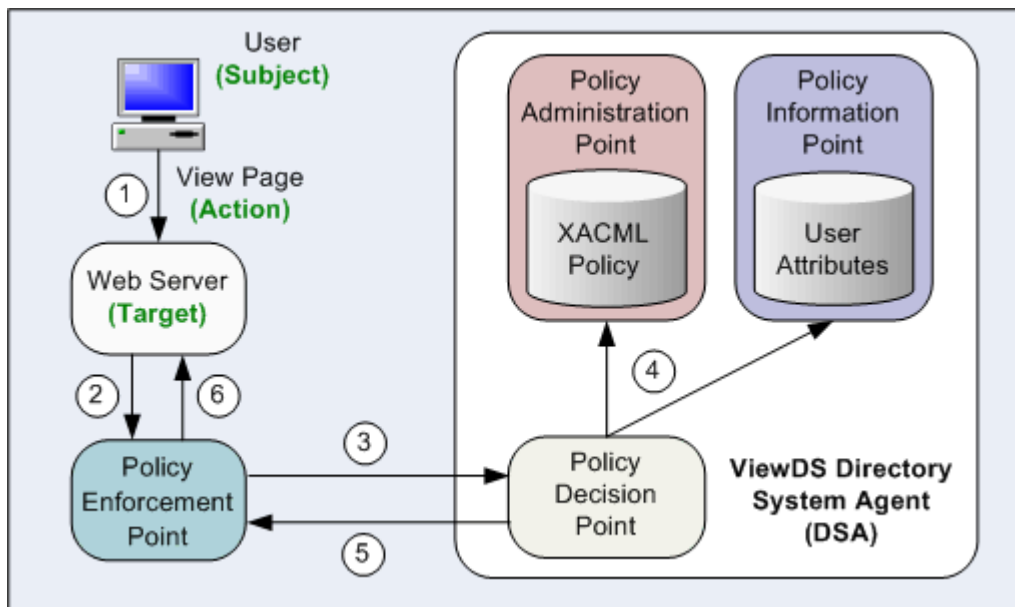 User
(Subject)
View Page
(Action)
1
Web Server
(Target)
2
6
Policy
Enforcement
Point
3
5
Policy
Administration
Point
XACML
Policy
Policy
Information
Point
User
Attributes
4
Policy
Decision
Point
ViewDS Directory
System Agent
(DSA)